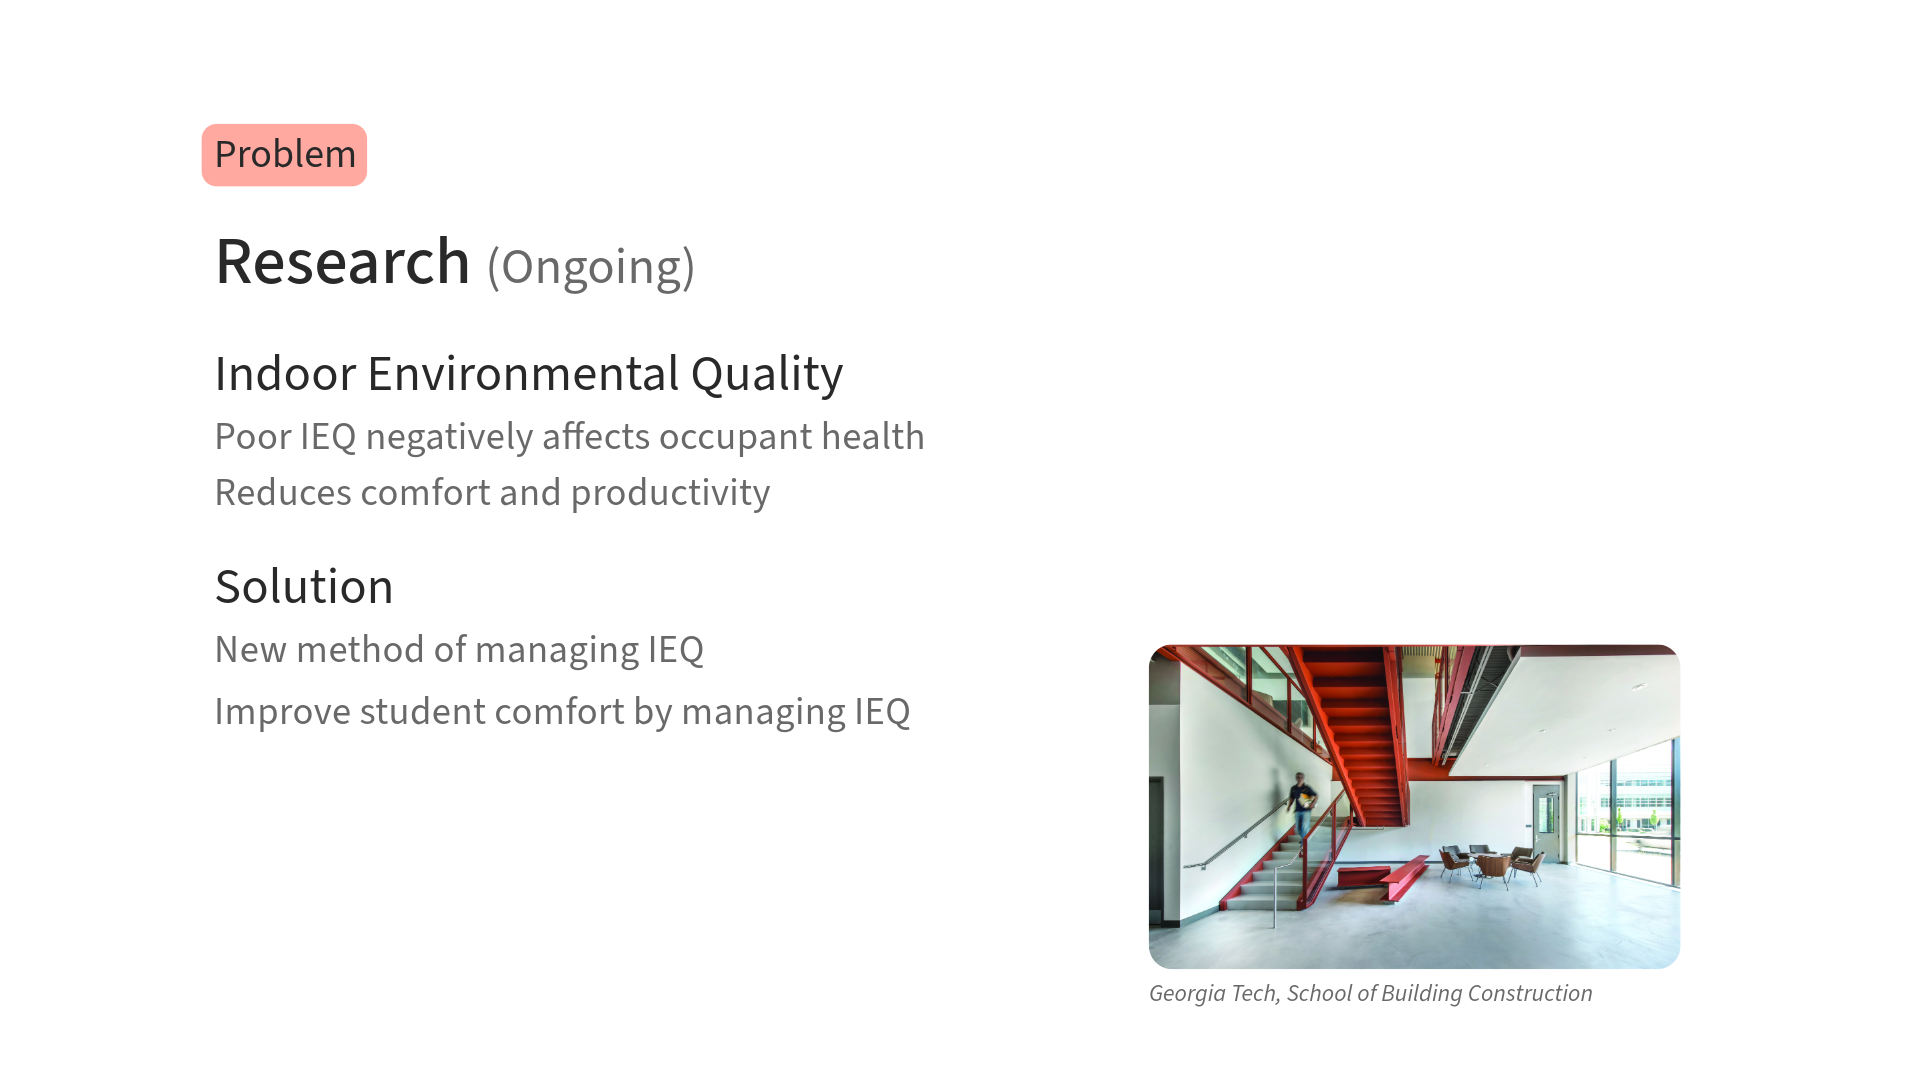 Problem
Research (Ongoing)
Indoor Environmental Quality
Poor IEQ negatively affects occupant health
Reduces comfort and productivity
Solution
New method of managing IEQ
Improve student comfort by managing IEQ
Georgia Tech, School of Building Construction